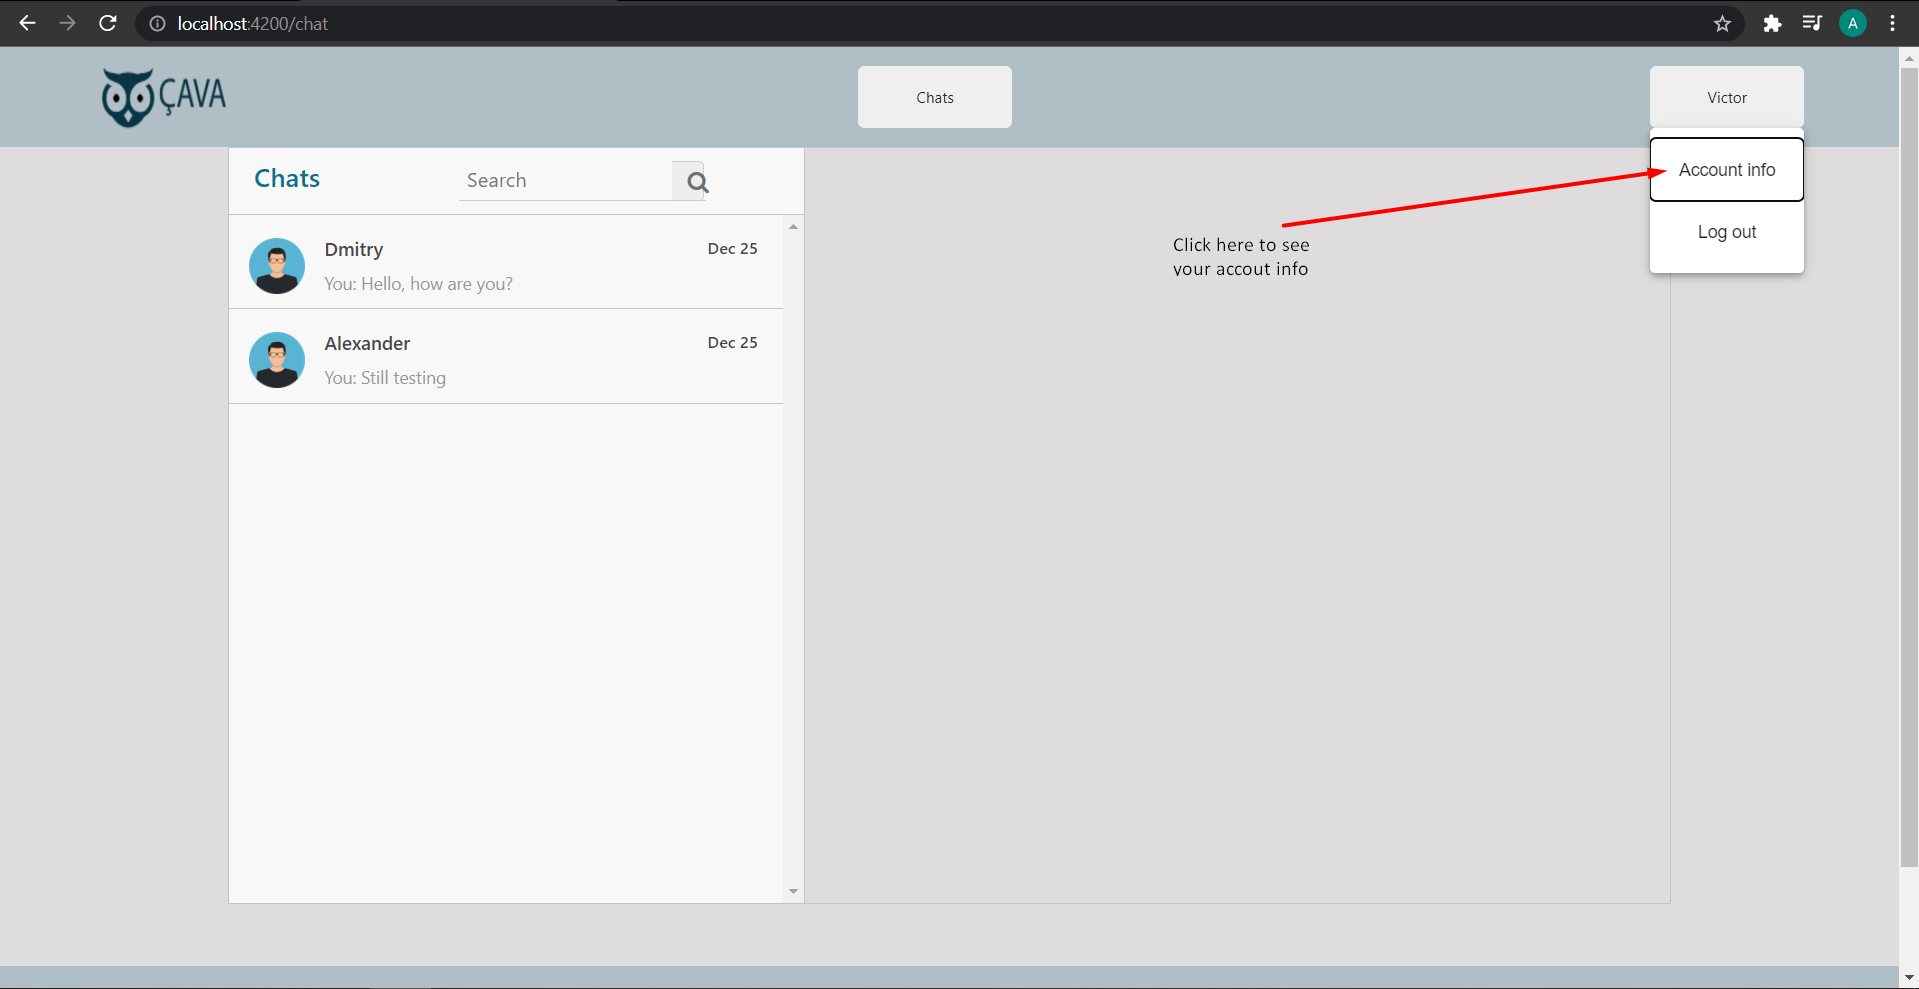 localhost:4200/chat
A
ÇAVA
Chats
Victor
Account info
Log out
Chats
Search
Dmitry
Dec 25
You: Hello, how are you?
Alexander
Dec 25
You: Still testing
Click here to see
your accout info